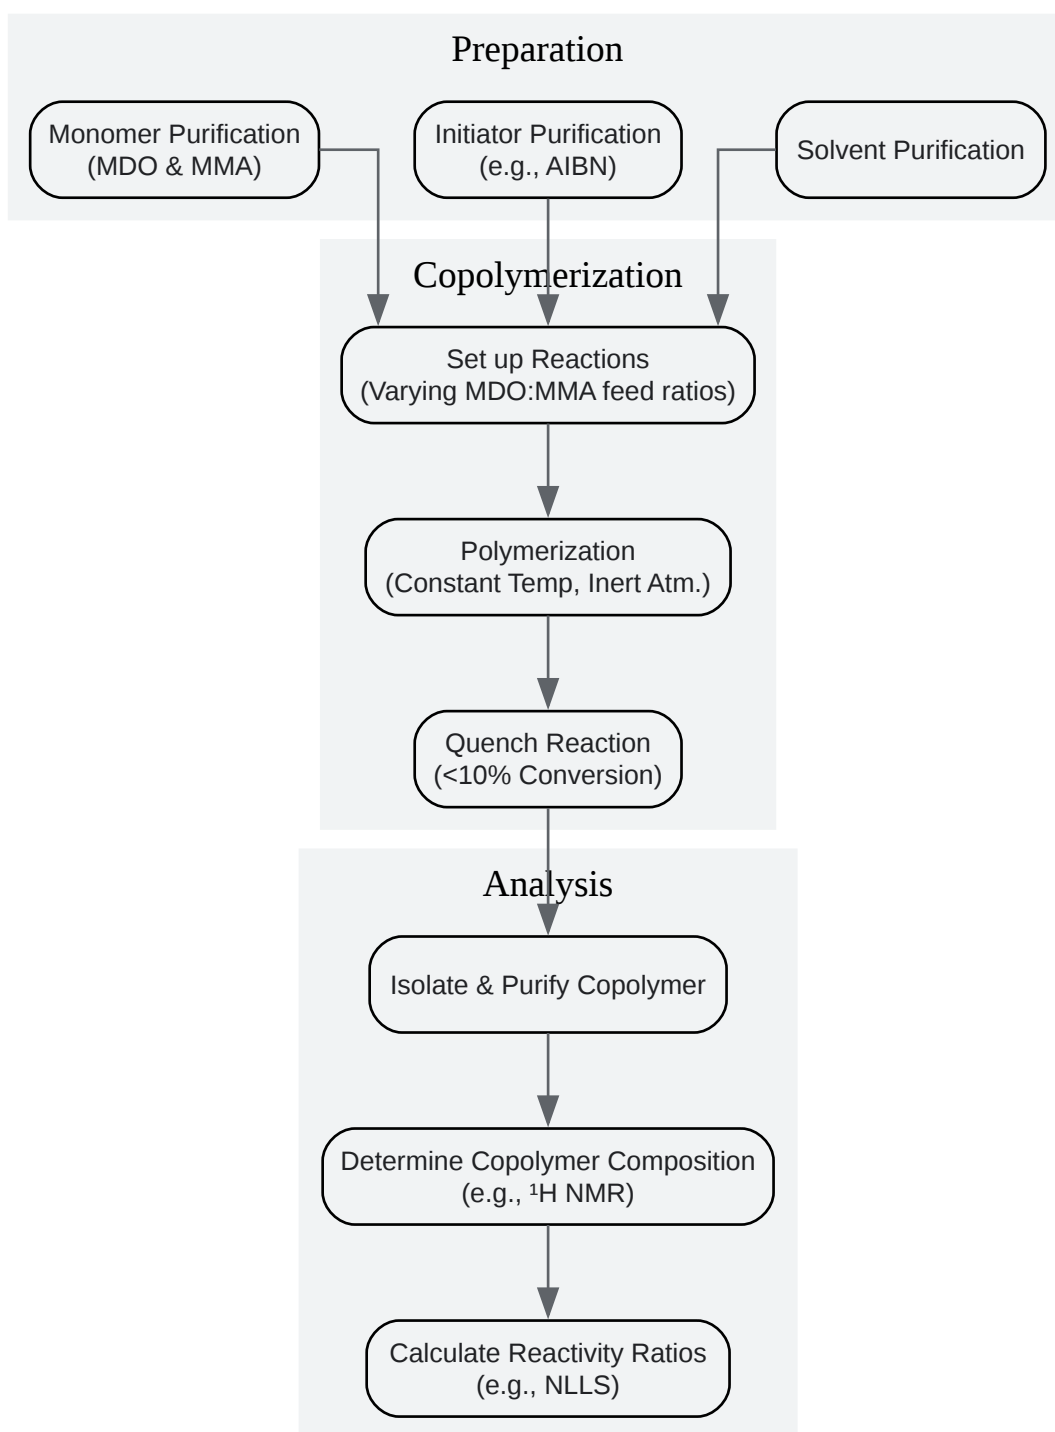 Preparation
Monomer Purification
(MDO & MMA)
Initiator Purification
(e.g., AIBN)
Solvent Purification
Copolymerization
Set up Reactions
(Varying MDO:MMA feed ratios)
Polymerization
(Constant Temp, Inert Atm.)
Quench Reaction
(<10% Conversion)
Analysis
Isolate & Purify Copolymer
Determine Copolymer Composition
(e.g., ¹H NMR)
Calculate Reactivity Ratios
(e.g., NLLS)